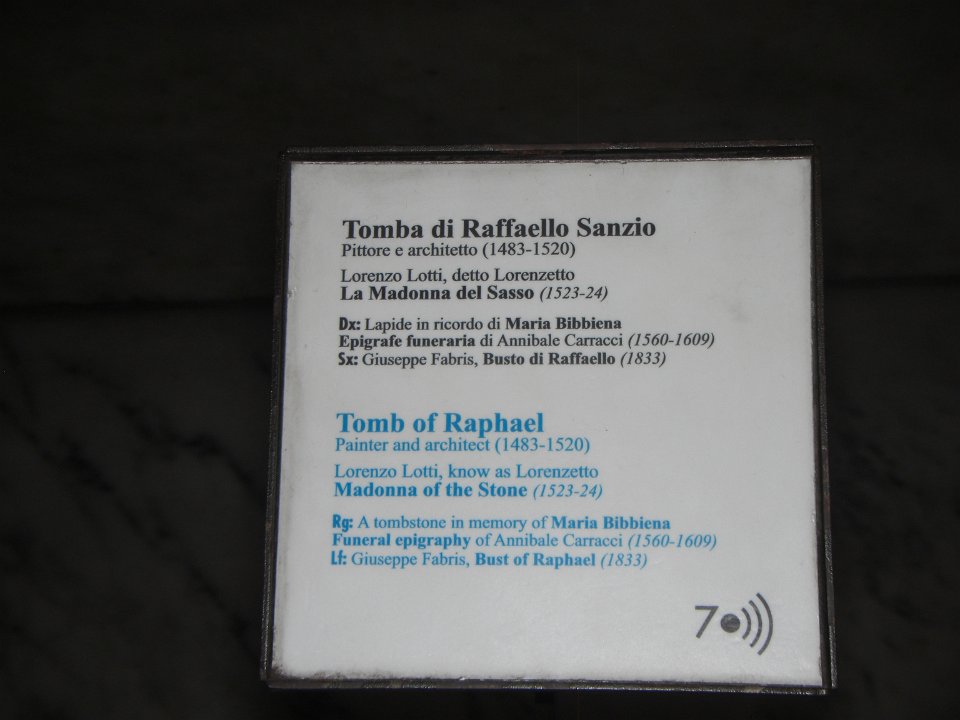 Tomba di Raffaello Sanzio
Pittore e architetto (1483-1520)
Lorenzo Lotti, detto Lorenzetto
La Madonna del Sasso (1523-24)
Dx: Lapide in ricordo di Maria Bibbiena
Epigrafe funeraria di Annibale Carracci (1560-1609)
Sx: Giuseppe Fabris, Busto di Raffaello (1833)
Tomb of Raphael
Painter and architect (1483-1520)
Lorenzo Lotti, know as Lorenzetto
Madonna of the Stone (1523-24)
Rg: A tombstone in memory of Maria Bibbiena
Funeral epigraphy of Annibale Carracci (1560-1609)
Lf: Giuseppe Fabris, Bust of Raphael (1833)
7